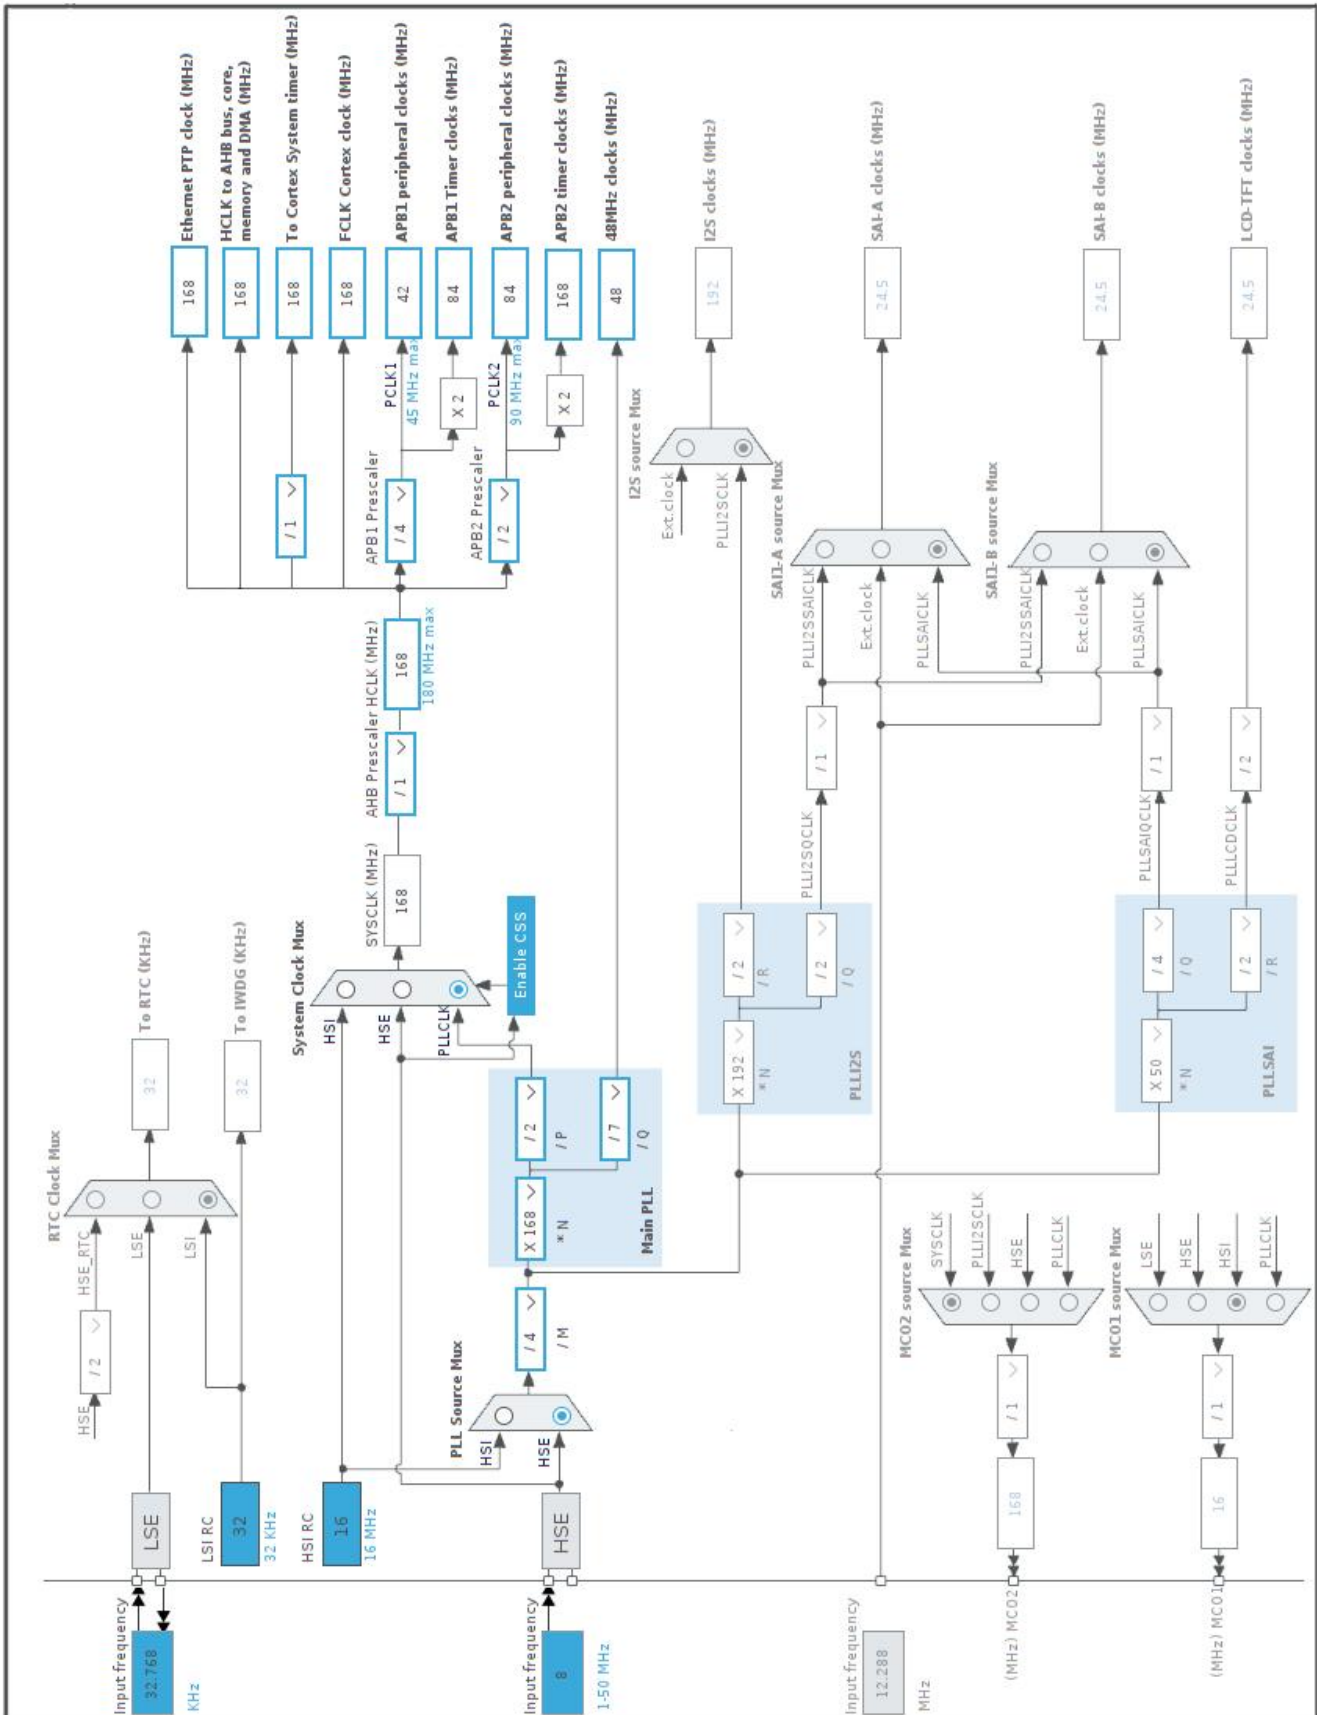 Input frequency
32.768
KHz
LSE
LSI RC
32
32 KHz
HSI RC
16
16 MHz
Input frequency
8
1-50 MHz
HSE
Input frequency
12.288
MHz
(MHz) MCO2
(MHz) MCO1
HSE
/ 2
HSE_RTC
LSE
LSI
RTC Clock Mux
32
To RTC (KHz)
32
To IWDG (KHz)
PLL Source Mux
HSI
HSE
/ 4
/ M
X 168
* N
/ 2
/ P
/ 7
/ Q
Main PLL
System Clock Mux
HSI
HSE
PLLCLK
Enable CSS
SYSCLK (MHz)
168
AHB Prescaler
/ 1
HCLK (MHz)
168
180 MHz max
/ 1
APB1 Prescaler
/ 4
PCLK1
45 MHz max
X 2
APB2 Prescaler
/ 2
PCLK2
90 MHz max
X 2
168
Ethernet PTP clock (MHz)
168
HCLK to AHB bus, core,
memory and DMA (MHz)
168
To Cortex System timer (MHz)
168
FCLK Cortex clock (MHz)
42
APB1 peripheral clocks (MHz)
84
APB1 Timer clocks (MHz)
84
APB2 peripheral clocks (MHz)
168
APB2 timer clocks (MHz)
48
48MHz clocks (MHz)
X 192
* N
/ 2
/ R
/ 2
/ Q
PLLI2S
PLLI2SQCLK
/ 1
I2S source Mux
Ext.clock
PLLI2SCLK
192
I2S clocks (MHz)
SAI1-A source Mux
PLLI2SSAICLK
Ext.clock
PLLSAICLK
24.5
SAI-A clocks (MHz)
SAI1-B source Mux
PLLI2SSAICLK
Ext.clock
PLLSAICLK
24.5
SAI-B clocks (MHz)
X 50
* N
/ 4
/ Q
/ 2
/ R
PLLSAI
PLLSAIQCLK
/ 1
PLLLCDCLK
/ 2
24.5
LCD-TFT clocks (MHz)
MCO2 source Mux
SYSCLK
PLLI2SCLK
HSE
PLLCLK
/ 1
168
MCO1 source Mux
LSE
HSE
HSI
PLLCLK
/ 1
16